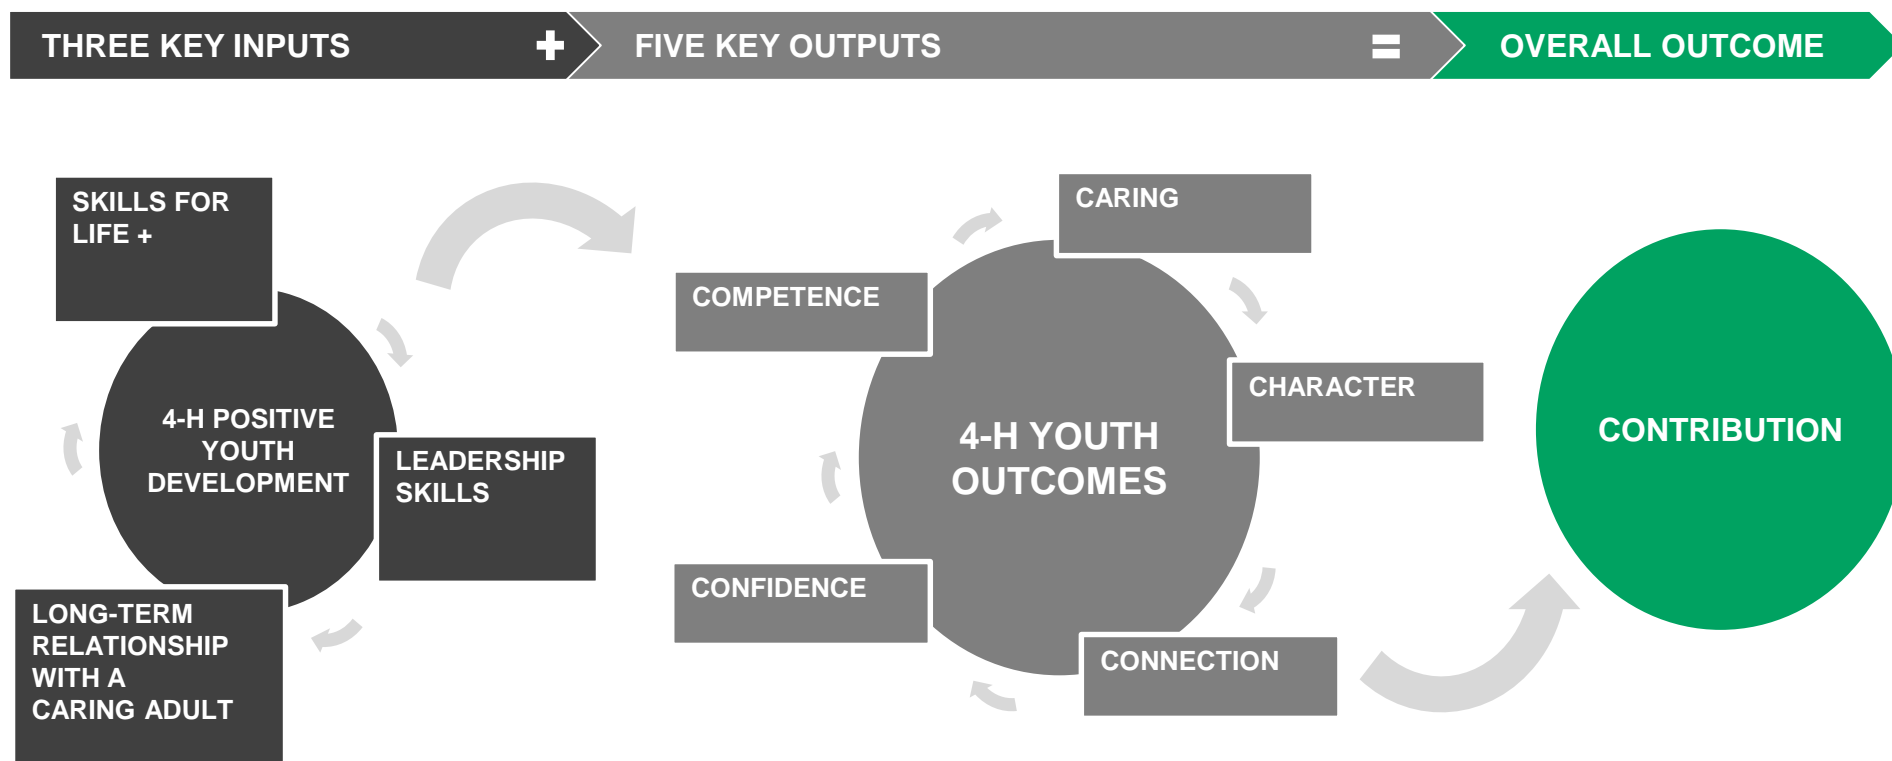 THREE KEY INPUTS + FIVE KEY OUTPUTS = OVERALL OUTCOME
SKILLS FOR
LIFE +
4-H POSITIVE
YOUTH
DEVELOPMENT
LEADERSHIP
SKILLS
LONG-TERM
RELATIONSHIP
WITH A
CARING ADULT
CARING
COMPETENCE
CHARACTER
4-H YOUTH
OUTCOMES
CONFIDENCE
CONNECTION
CONTRIBUTION